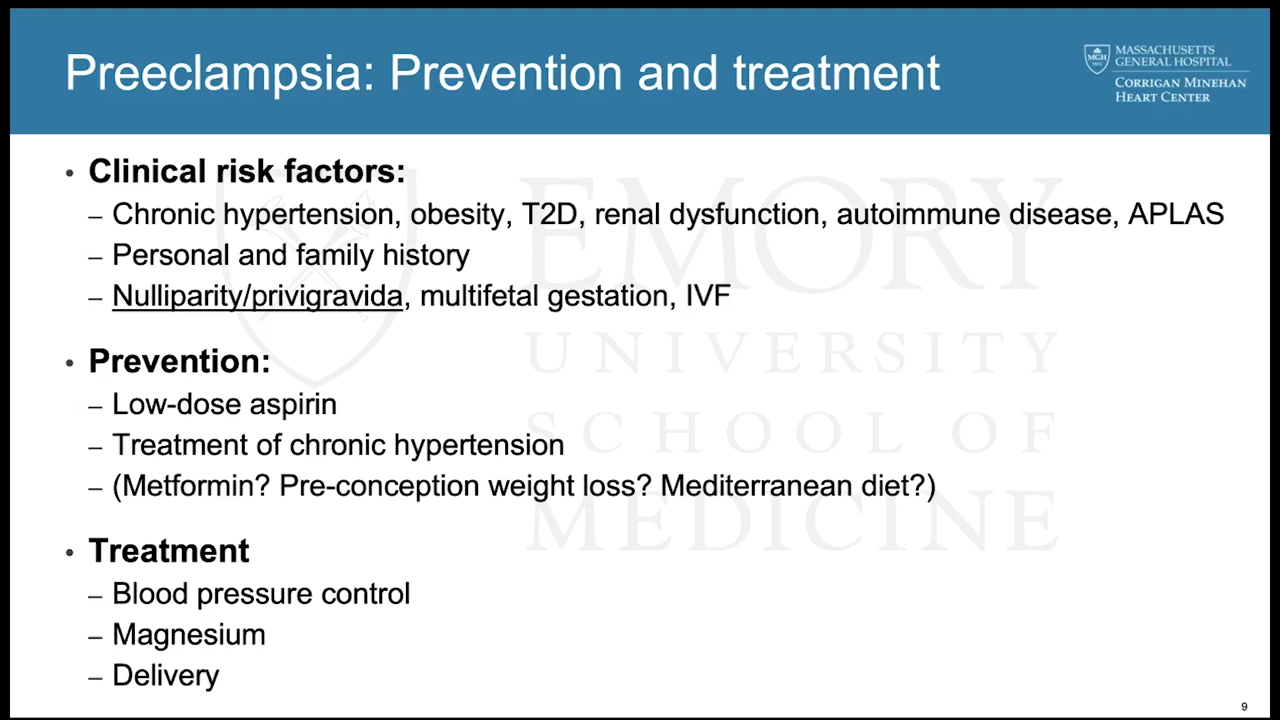 Preeclampsia: Prevention and treatment
MGH
1811
MASSACHUSETTS
GENERAL HOSPITAL
CORRIGAN MINEHAN
HEART CENTER
• Clinical risk factors:
– Chronic hypertension, obesity, T2D, renal dysfunction, autoimmune disease, APLAS
– Personal and family history
– Nulliparity/privigravida, multifetal gestation, IVF
• Prevention:
– Low-dose aspirin
– Treatment of chronic hypertension
– (Metformin? Pre-conception weight loss? Mediterranean diet?)
• Treatment
– Blood pressure control
– Magnesium
– Delivery
EMORY
UNIVERSITY
SCHOOL OF
MEDICINE
9